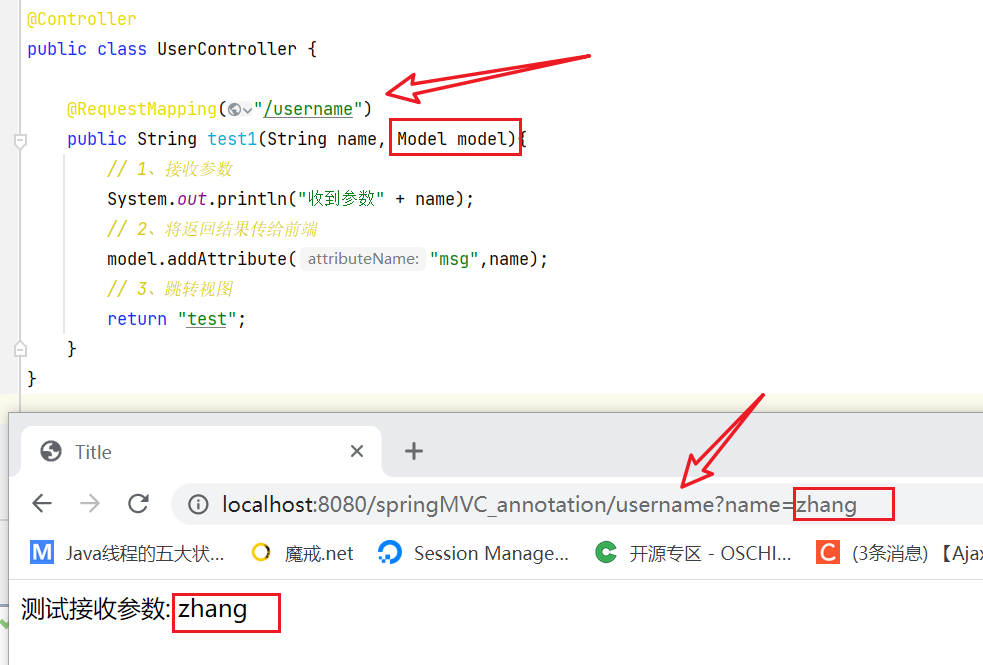 @Controller
public class UserController {
@RequestMapping("/username")
public String test1(String name, Model model){
// 1、接收参数
System.out.println("收到参数" + name);
// 2、将返回结果传给前端
model.addAttribute( attributeName: "msg",name);
// 3、跳转视图
return "test";
}
}
Title
localhost:8080/springMVC_annotation/username?name=zhang
M Java线程的五大状... 魔戒.net Session Manage... C 开源专区 - OSCHI... C (3条消息) 【Ajax
测试接收参数: zhang